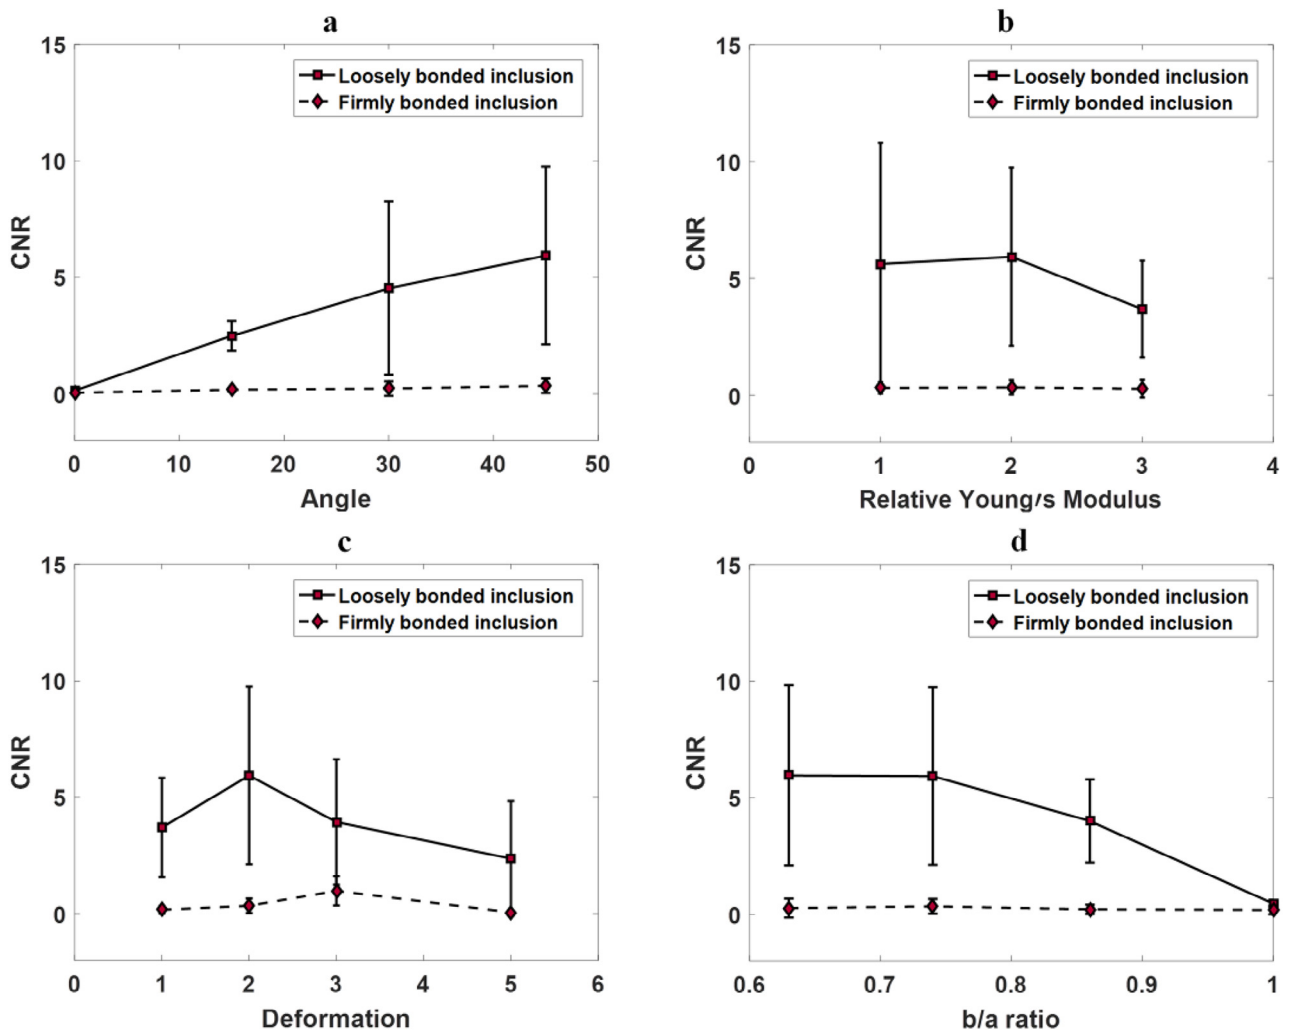 a
15
10
5
0
CNR
Loosely bonded inclusion
Firmly bonded inclusion
0 10 20 30 40 50
Angle
b
15
10
5
0
CNR
Loosely bonded inclusion
Firmly bonded inclusion
0 1 2 3 4
Relative Young′s Modulus
c
15
10
5
0
CNR
Loosely bonded inclusion
Firmly bonded inclusion
0 1 2 3 4 5 6
Deformation
d
15
10
5
0
CNR
Loosely bonded inclusion
Firmly bonded inclusion
0.6 0.7 0.8 0.9 1
b/a ratio